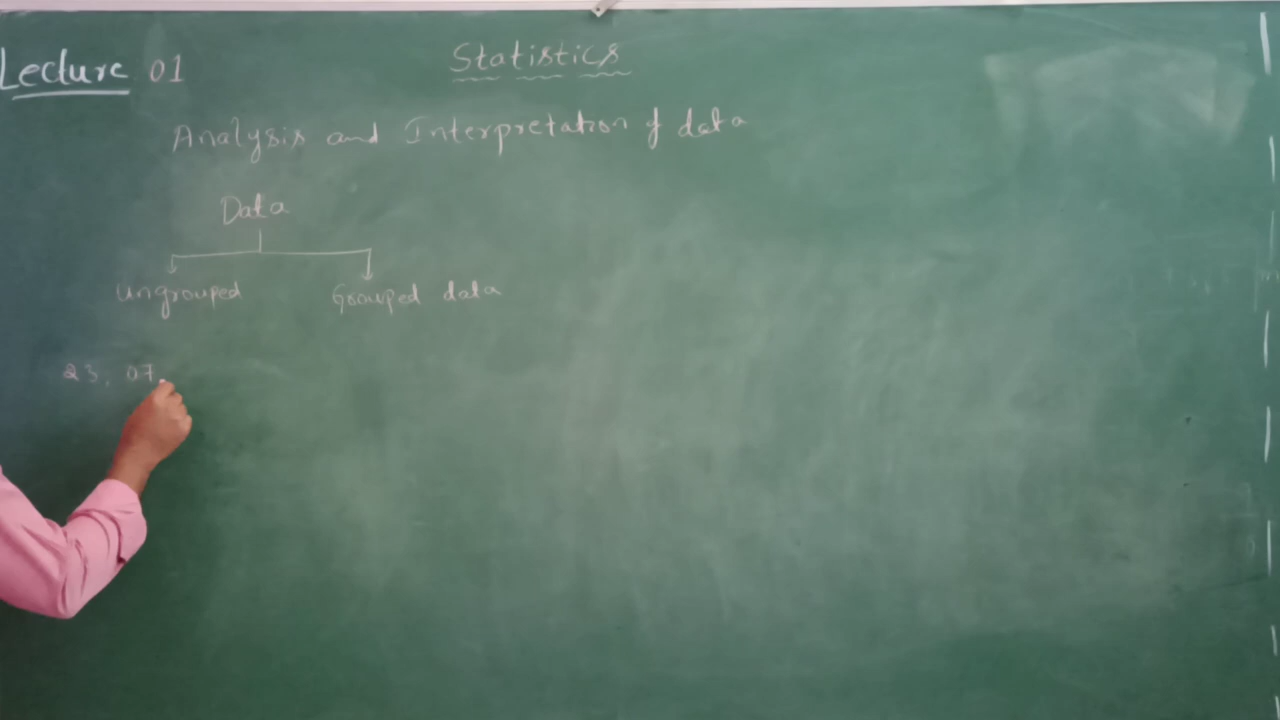 Lecture 01
Statistics
Analysis and Interpretation of data
Data
Ungrouped
Grouped data
23, 07